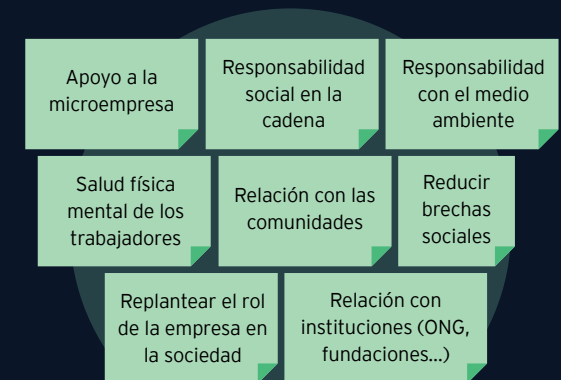 Apoyo a la
microempresa
Responsabilidad
social en la
cadena
Responsabilidad
con el medio
ambiente
Salud física
mental de los
trabajadores
Relación con las
comunidades
Reducir
brechas
sociales
Replantear el rol
de la empresa en
la sociedad
Relación con
instituciones (ONG,
fundaciones...)